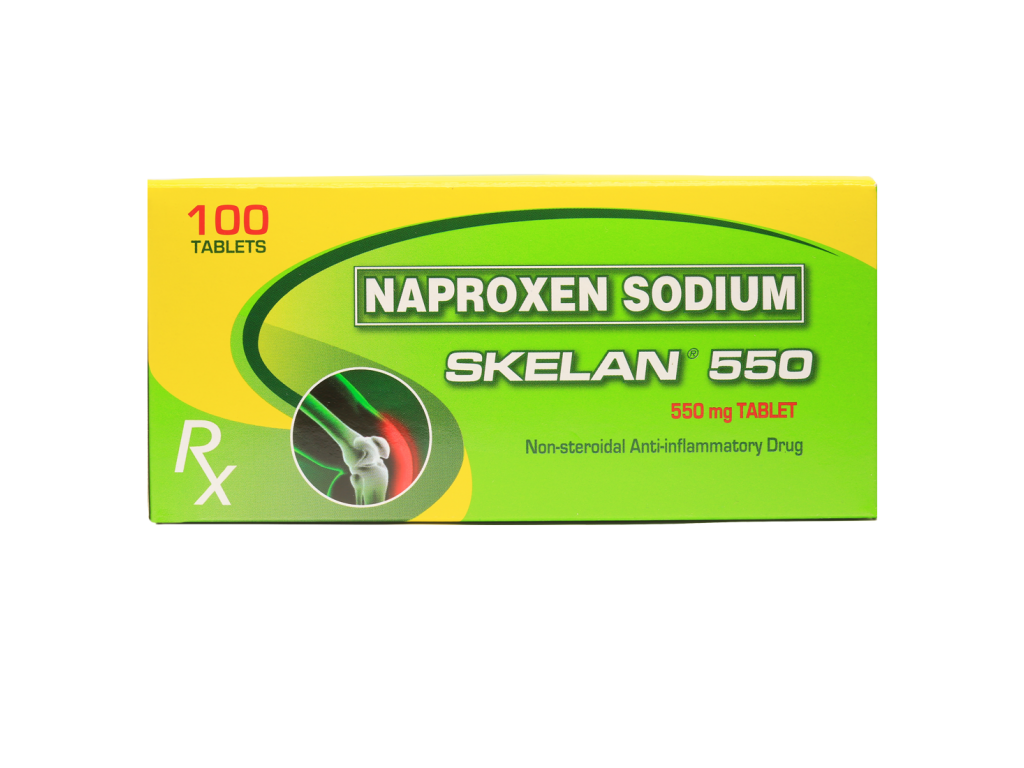 100
TABLETS
NAPROXEN SODIUM
SKELAN® 550
550 mg TABLET
Non-steroidal Anti-inflammatory Drug
Rx